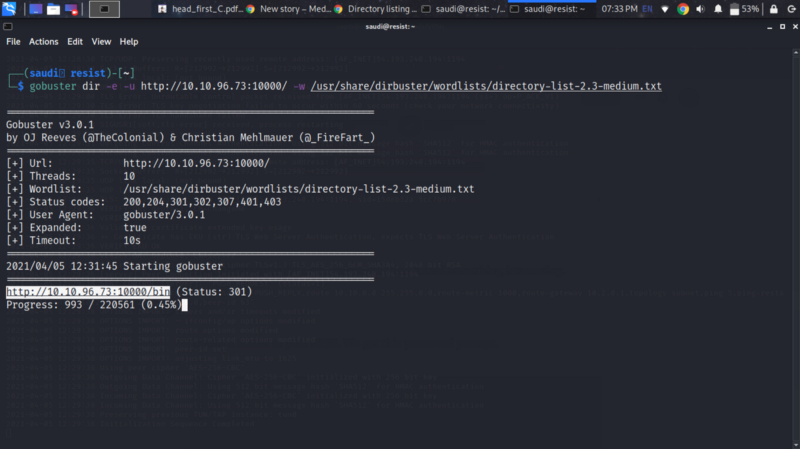 head_first_C.pdf...
New story – Med...
Directory listing ...
saudi@resist: ~/...
saudi@resist: ~
07:33 PM
EN
53%
saudi@resist: ~
File Actions Edit View Help
(saudi resist)-[~]
$ gobuster dir -e -u http://10.10.96.73:10000/ -w /usr/share/dirbuster/wordlists/directory-list-2.3-medium.txt
===============================================================
Gobuster v3.0.1
by OJ Reeves (@TheColonial) & Christian Mehlmauer (@_FireFart_)
===============================================================
[+] Url: http://10.10.96.73:10000/
[+] Threads: 10
[+] Wordlist: /usr/share/dirbuster/wordlists/directory-list-2.3-medium.txt
[+] Status codes: 200,204,301,302,307,401,403
[+] User Agent: gobuster/3.0.1
[+] Expanded: true
[+] Timeout: 10s
===============================================================
2021/04/05 12:31:45 Starting gobuster
===============================================================
http://10.10.96.73:10000/bin (Status: 301)
Progress: 993 / 220561 (0.45%)